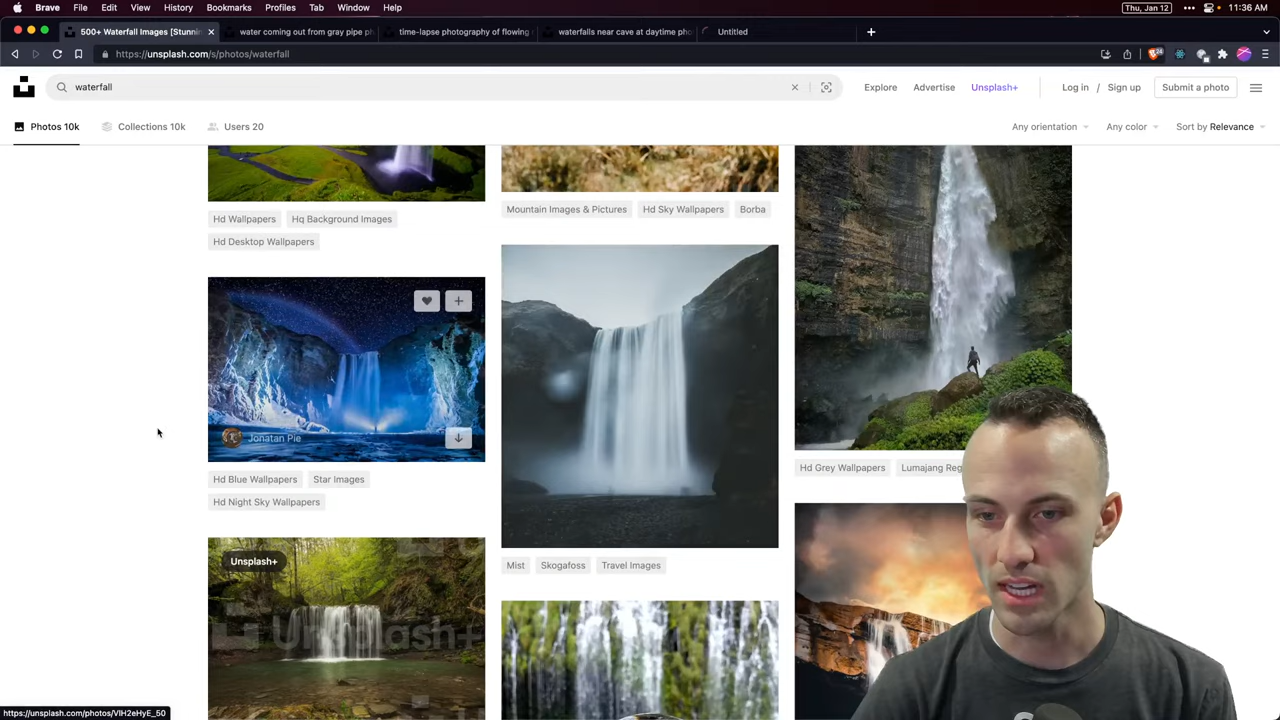 Brave File Edit View History Bookmarks Profiles Tab Window Help Thu, Jan 12 11:36 AM
500+ Waterfall Images [Stunni water coming out from gray pipe ph time-lapse photography of flowing waterfalls near cave at daytime pho Untitled
https://unsplash.com/s/photos/waterfall
waterfall Explore Advertise Unsplash+ Log in / Sign up Submit a photo
Photos 10k Collections 10k Users 20 Any orientation Any color Sort by Relevance
Hd Wallpapers Hq Background Images
Hd Desktop Wallpapers
Jonatan Pie
Hd Blue Wallpapers Star Images
Hd Night Sky Wallpapers
Unsplash+
Unsplash+
Mountain Images & Pictures Hd Sky Wallpapers Borba
Mist Skogafoss Travel Images
Hd Grey Wallpapers Lumajang Reg
https://unsplash.com/photos/VlH2eHyE_50